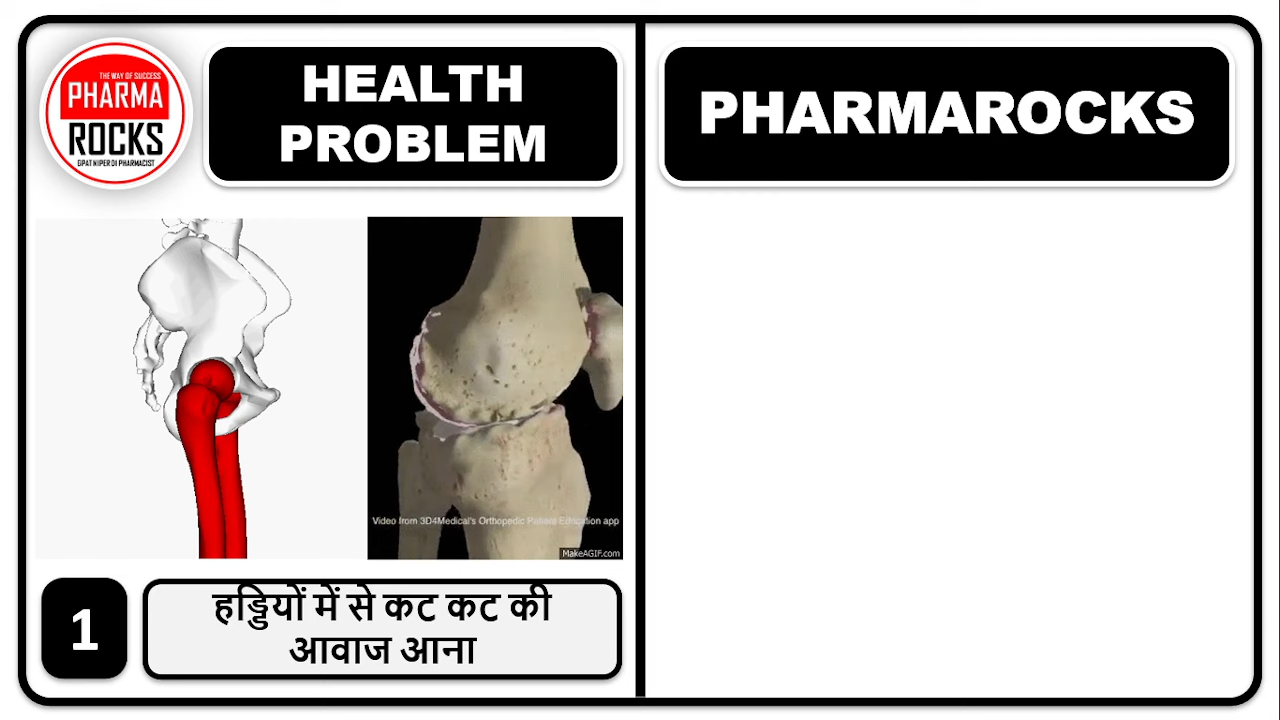 THE WAY OF SUCCESS
PHARMA
ROCKS
GPAT NIPER DI PHARMACIST
HEALTH
PROBLEM
PHARMAROCKS
Video from 3D4Medical's Orthopedic Patient Education app
MakeAGIF.com
1
हड्डियों में से कट कट की
आवाज आना